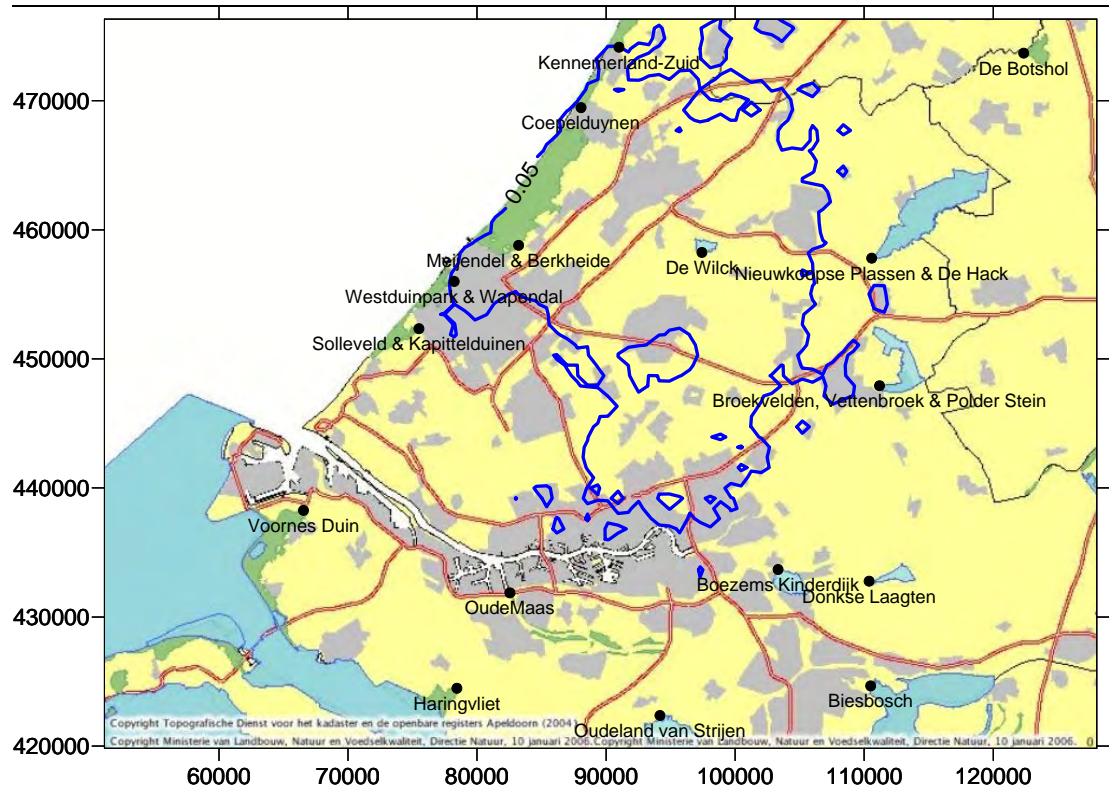 Kennemerland-Zuid
De Botshol
470000
Coepelduynen
0.05
460000
Meijendel & Berkheide
De Wilck
Nieuwkoopse Plassen & De Hack
Westduinpark & Wapendal
Solleveld & Kapittelduinen
450000
Broekvelden, Vettenbroek & Polder Stein
440000
Voornes Duin
Boezems Kinderdijk
Donkse Laagten
OudeMaas
430000
Haringvliet
Biesbosch
Oudeland van Strijen
Copyright Topografische Dienst voor het kadaster en de openbare registers Apeldoorn (2004)
Copyright Ministerie van Landbouw, Natuur en Voedselkwaliteit, Directie Natuur, 10 januari 2006. Copyright Ministerie van Landbouw, Natuur en Voedselkwaliteit, Directie Natuur, 10 januari 2006. 0
420000
60000 70000 80000 90000 100000 110000 120000